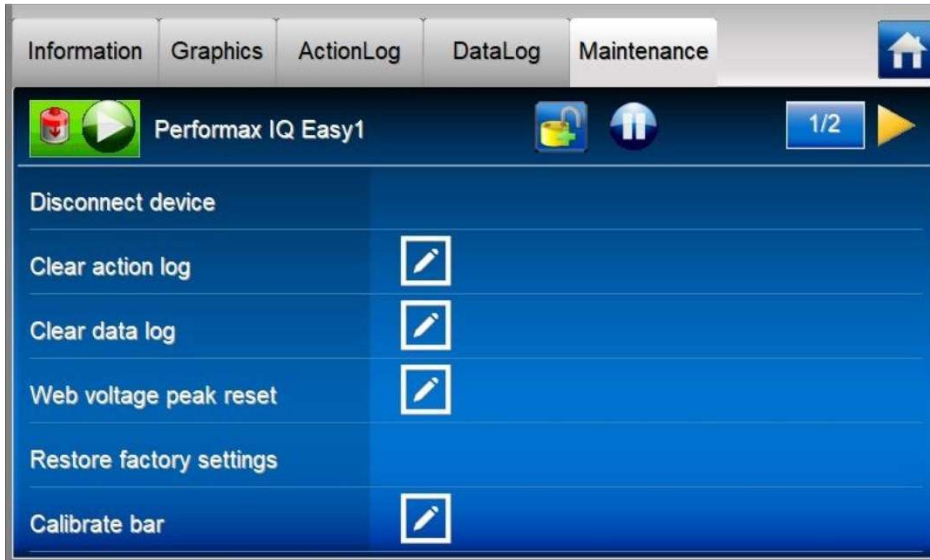 Information Graphics ActionLog DataLog Maintenance
Performax IQ Easy1 1/2
Disconnect device
Clear action log
Clear data log
Web voltage peak reset
Restore factory settings
Calibrate bar